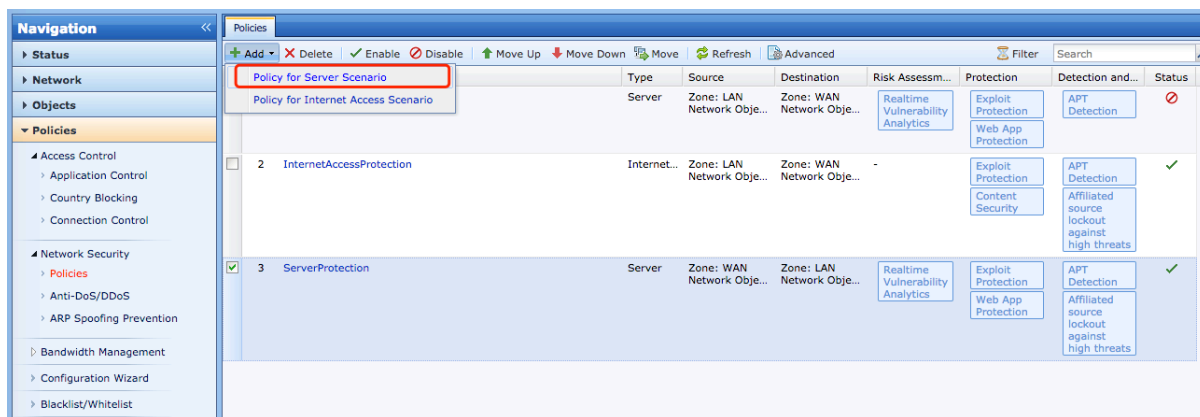 Navigation
Status
Network
Objects
Policies
Access Control
Application Control
Country Blocking
Connection Control
Network Security
Policies
Anti-DoS/DDoS
ARP Spoofing Prevention
Bandwidth Management
Configuration Wizard
Blacklist/Whitelist
Policies
Add Delete Enable Disable Move Up Move Down Move Refresh Advanced Filter Search
Policy for Server Scenario
Policy for Internet Access Scenario
Type Source Destination Risk Assessm... Protection Detection and... Status
Server Zone: LAN Zone: WAN Realtime Exploit APT
Network Obje... Network Obje... Vulnerability Protection Detection
Analytics Web App
Protection
2 InternetAccessProtection Internet... Zone: LAN Zone: WAN - Exploit APT
Network Obje... Network Obje... Protection Detection
Content Affiliated
Security source
lockout
against
high threats
3 ServerProtection Server Zone: WAN Zone: LAN Realtime Exploit APT
Network Obje... Network Obje... Vulnerability Protection Detection
Analytics Web App Affiliated
Protection source
lockout
against
high threats